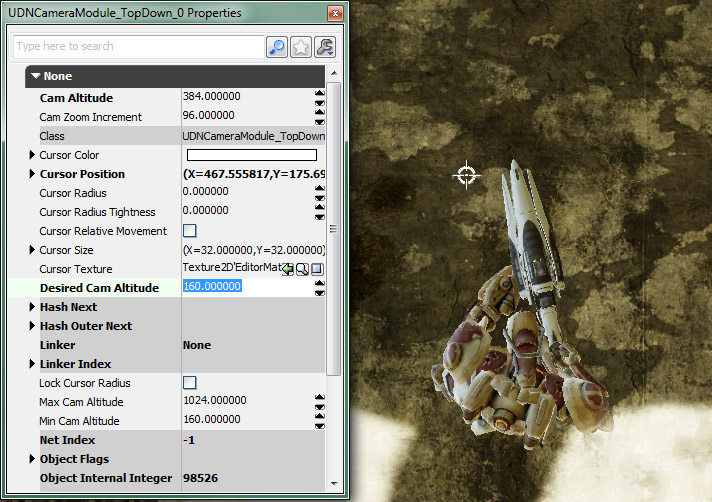 UDNCameraModule_TopDown_0 Properties
Type here to search
None
Cam Altitude 384.000000
Cam Zoom Increment 96.000000
Class UDNCameraModule_TopDown
Cursor Color
Cursor Position (X=467.555817,Y=175.69
Cursor Radius 0.000000
Cursor Radius Tightness 0.000000
Cursor Relative Movement
Cursor Size (X=32.000000,Y=32.000000)
Cursor Texture Texture2D'EditorMat
Desired Cam Altitude 160.000000
Hash Next
Hash Outer Next
Linker None
Linker Index
Lock Cursor Radius
Max Cam Altitude 1024.000000
Min Cam Altitude 160.000000
Net Index -1
Object Flags
Object Internal Integer 98526